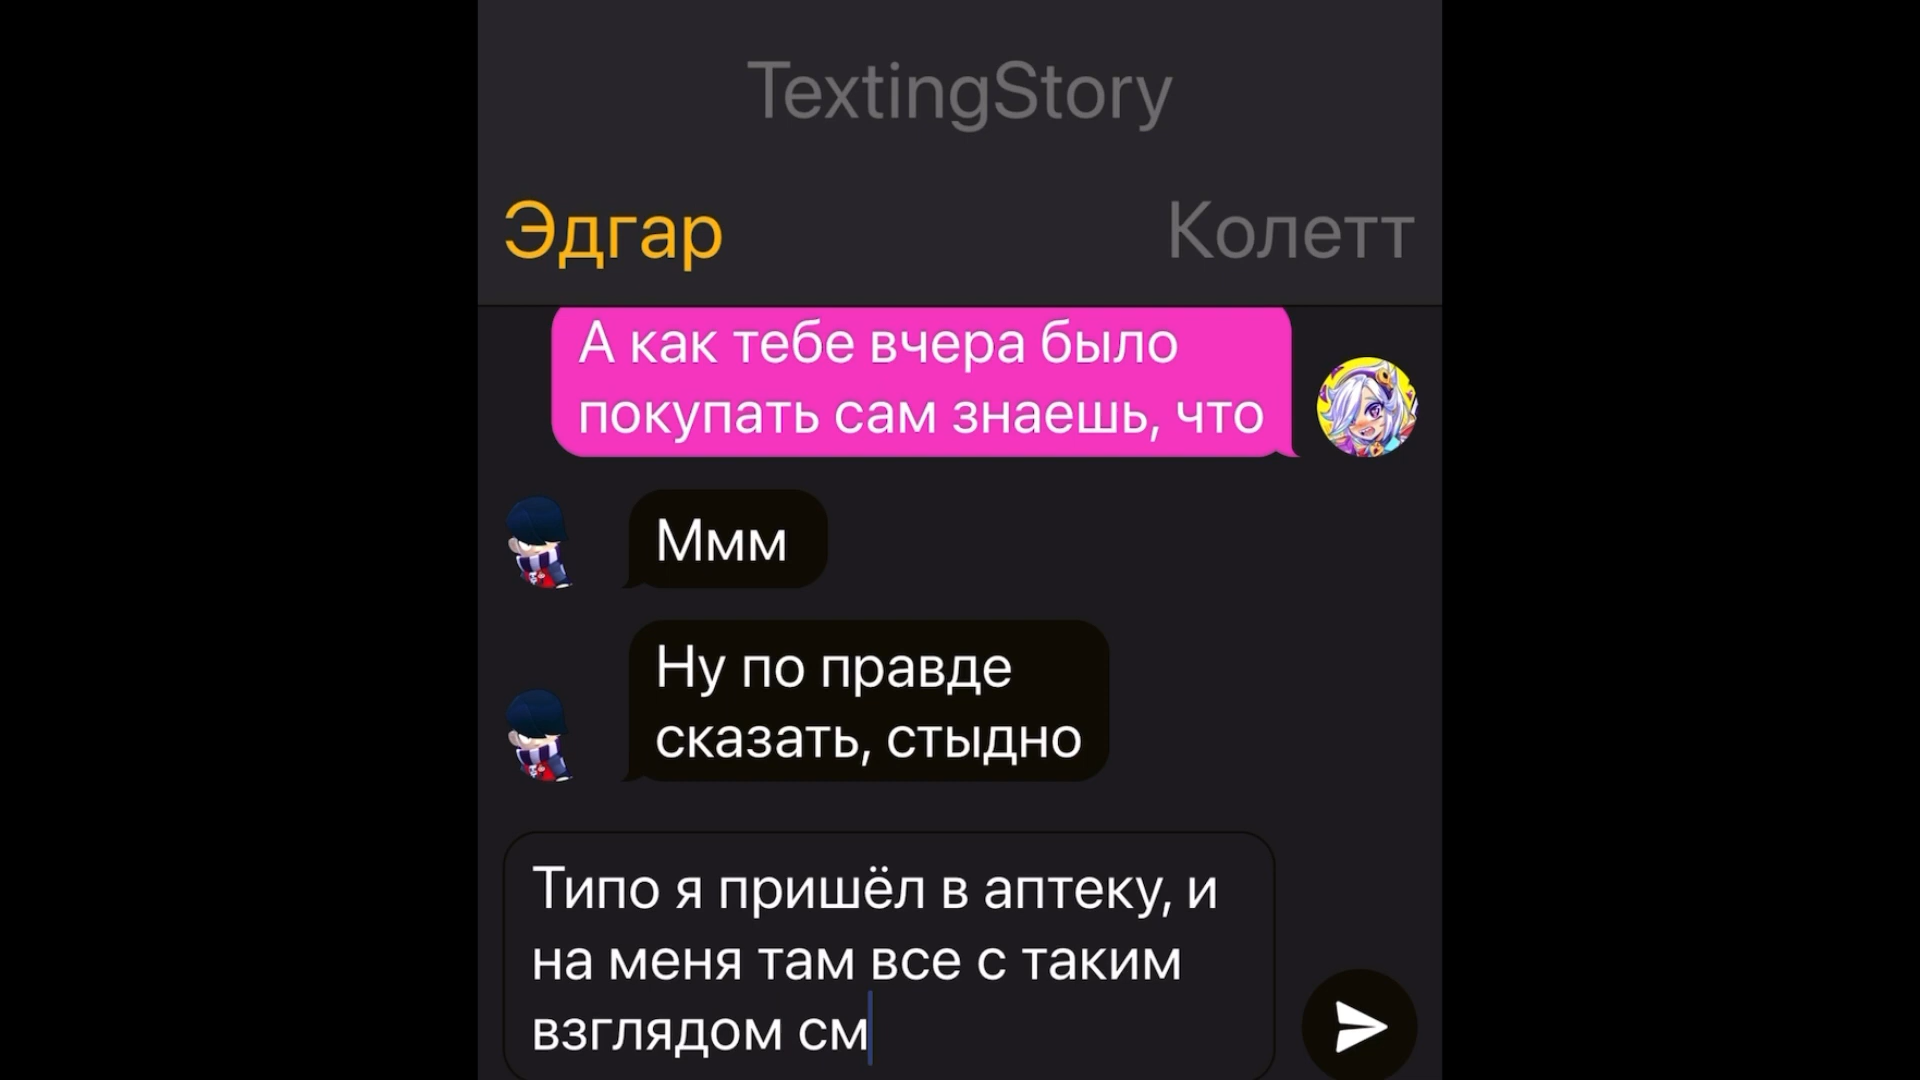 TextingStory
Эдгар
Колетт
А как тебе вчера было
покупать сам знаешь, что
Ммм
Ну по правде
сказать, стыдно
Типо я пришёл в аптеку, и
на меня там все с таким
взглядом см